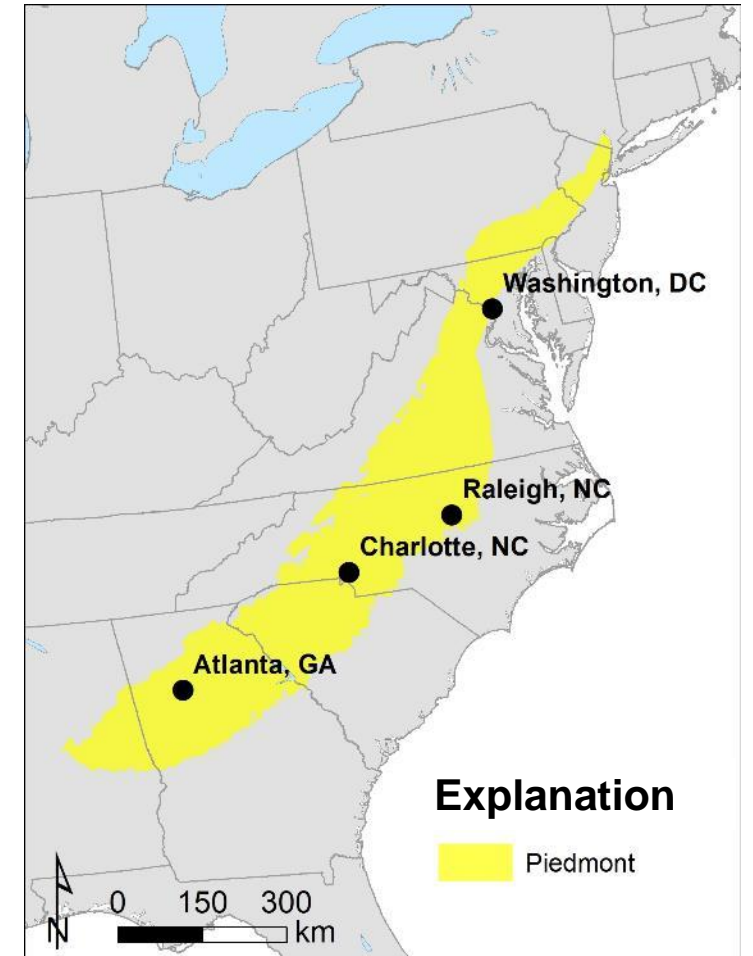 Washington, DC
Raleigh, NC
Charlotte, NC
Atlanta, GA
Explanation
Piedmont
N
0 150 300
km